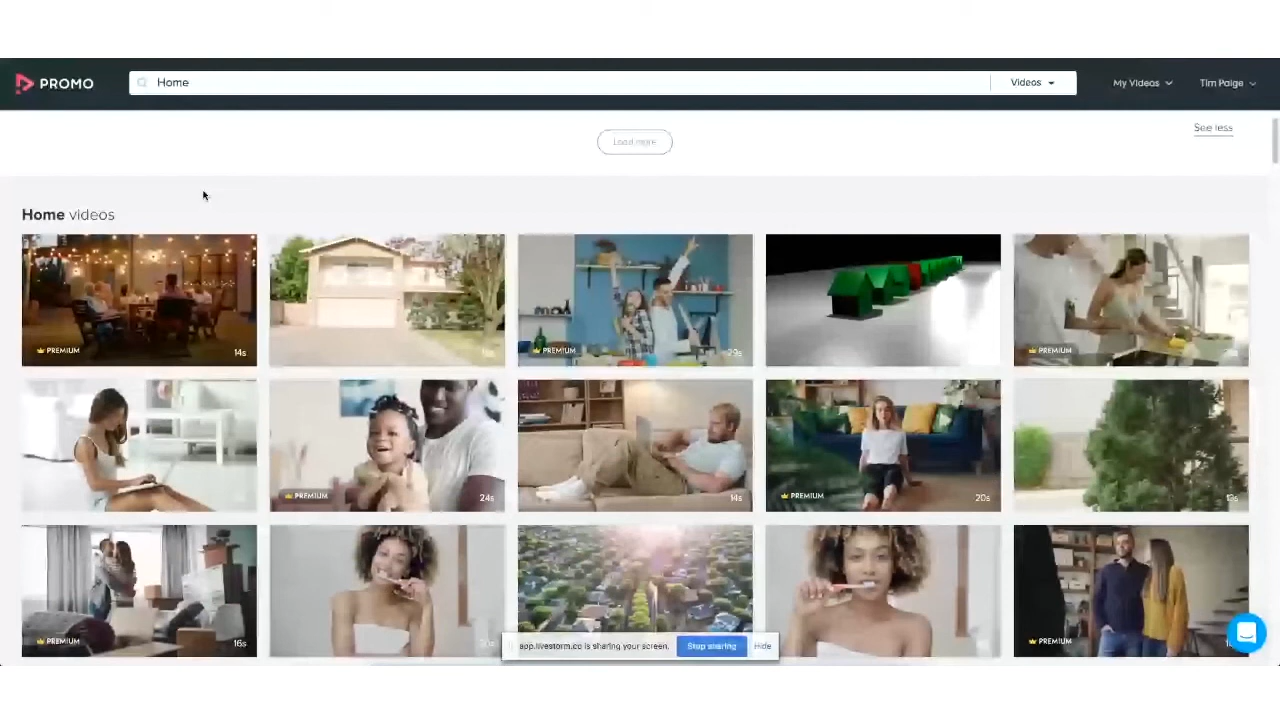 PROMO
Home
Videos
My Videos
Tim Paige
Load more
See less
Home videos
PREMIUM
14s
PREMIUM
29s
PREMIUM
PREMIUM
24s
14s
PREMIUM
20s
PREMIUM
16s
PREMIUM
app.livestorm.co is sharing your screen.
Stop sharing
Hide